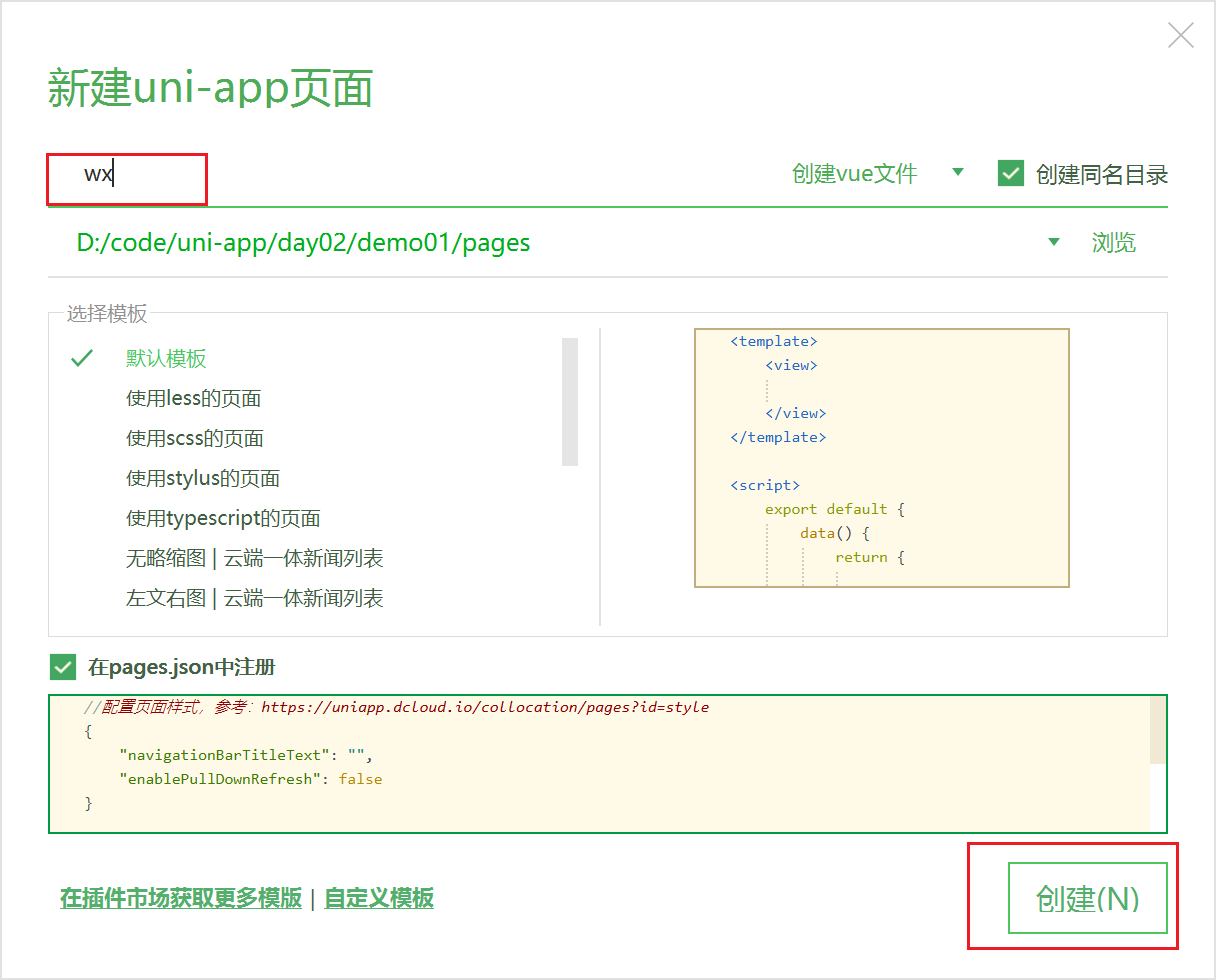 新建uni-app页面
wx
创建vue文件
创建同名目录
D:/code/uni-app/day02/demo01/pages
浏览
选择模板
默认模板
使用less的页面
使用scss的页面
使用stylus的页面
使用typescript的页面
无略缩图 | 云端一体新闻列表
左文右图 | 云端一体新闻列表
<template>
<view>
</view>
</template>
<script>
export default {
data() {
return {
在pages.json中注册
//配置页面样式，参考：https://uniapp.dcloud.io/collocation/pages?id=style
{
"navigationBarTitleText": "",
"enablePullDownRefresh": false
}
在插件市场获取更多模版 | 自定义模板
创建(N)